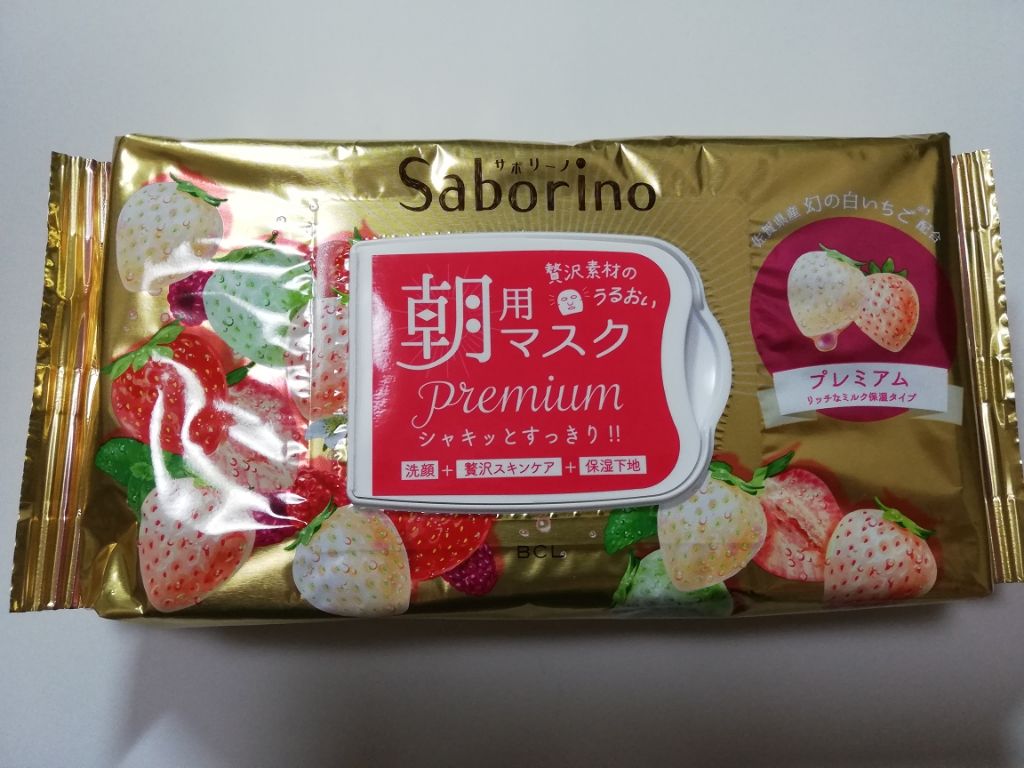 サボリーノ
Saborino
贅沢素材の
うるおい
朝用マスク
Premium
シャキッとすっきり!!
洗顔+贅沢スキンケア+保湿下地
BCL
佐賀県産 幻の白いちご※1配合
プレミアム
リッチなミルク保湿タイプ